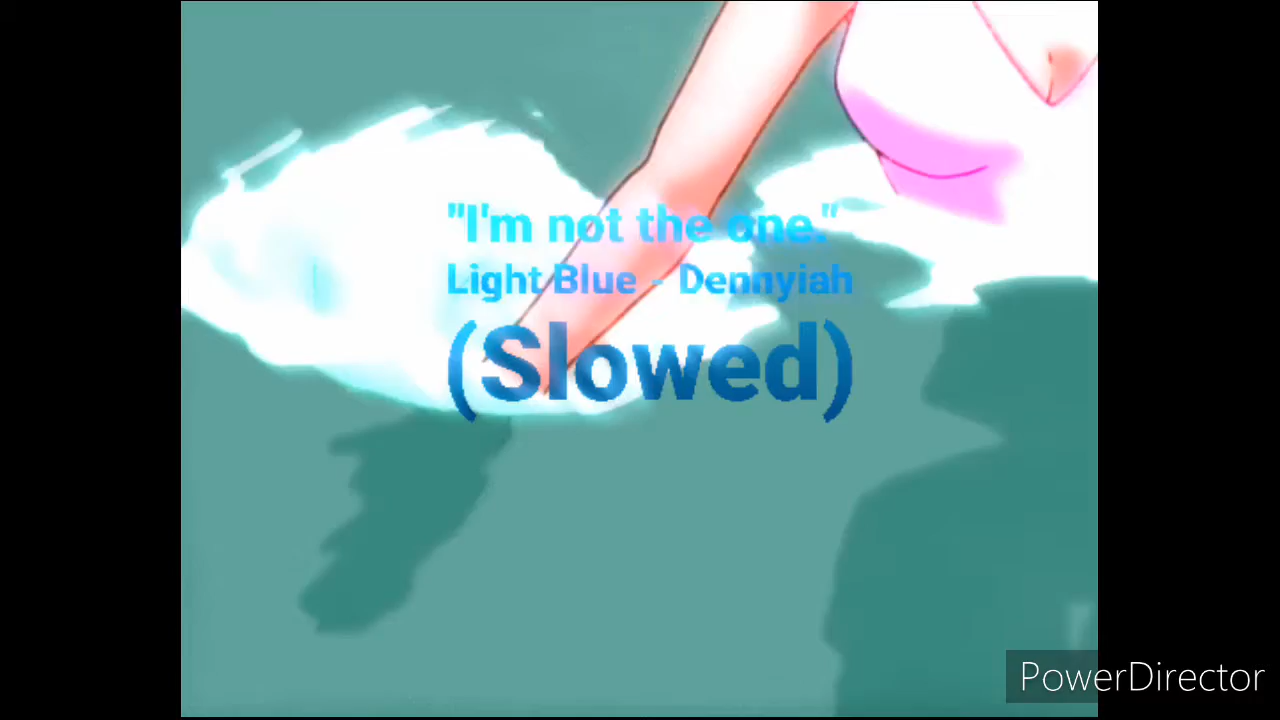 "I'm not the one."
Light Blue - Dennyiah
(Slowed)
PowerDirector